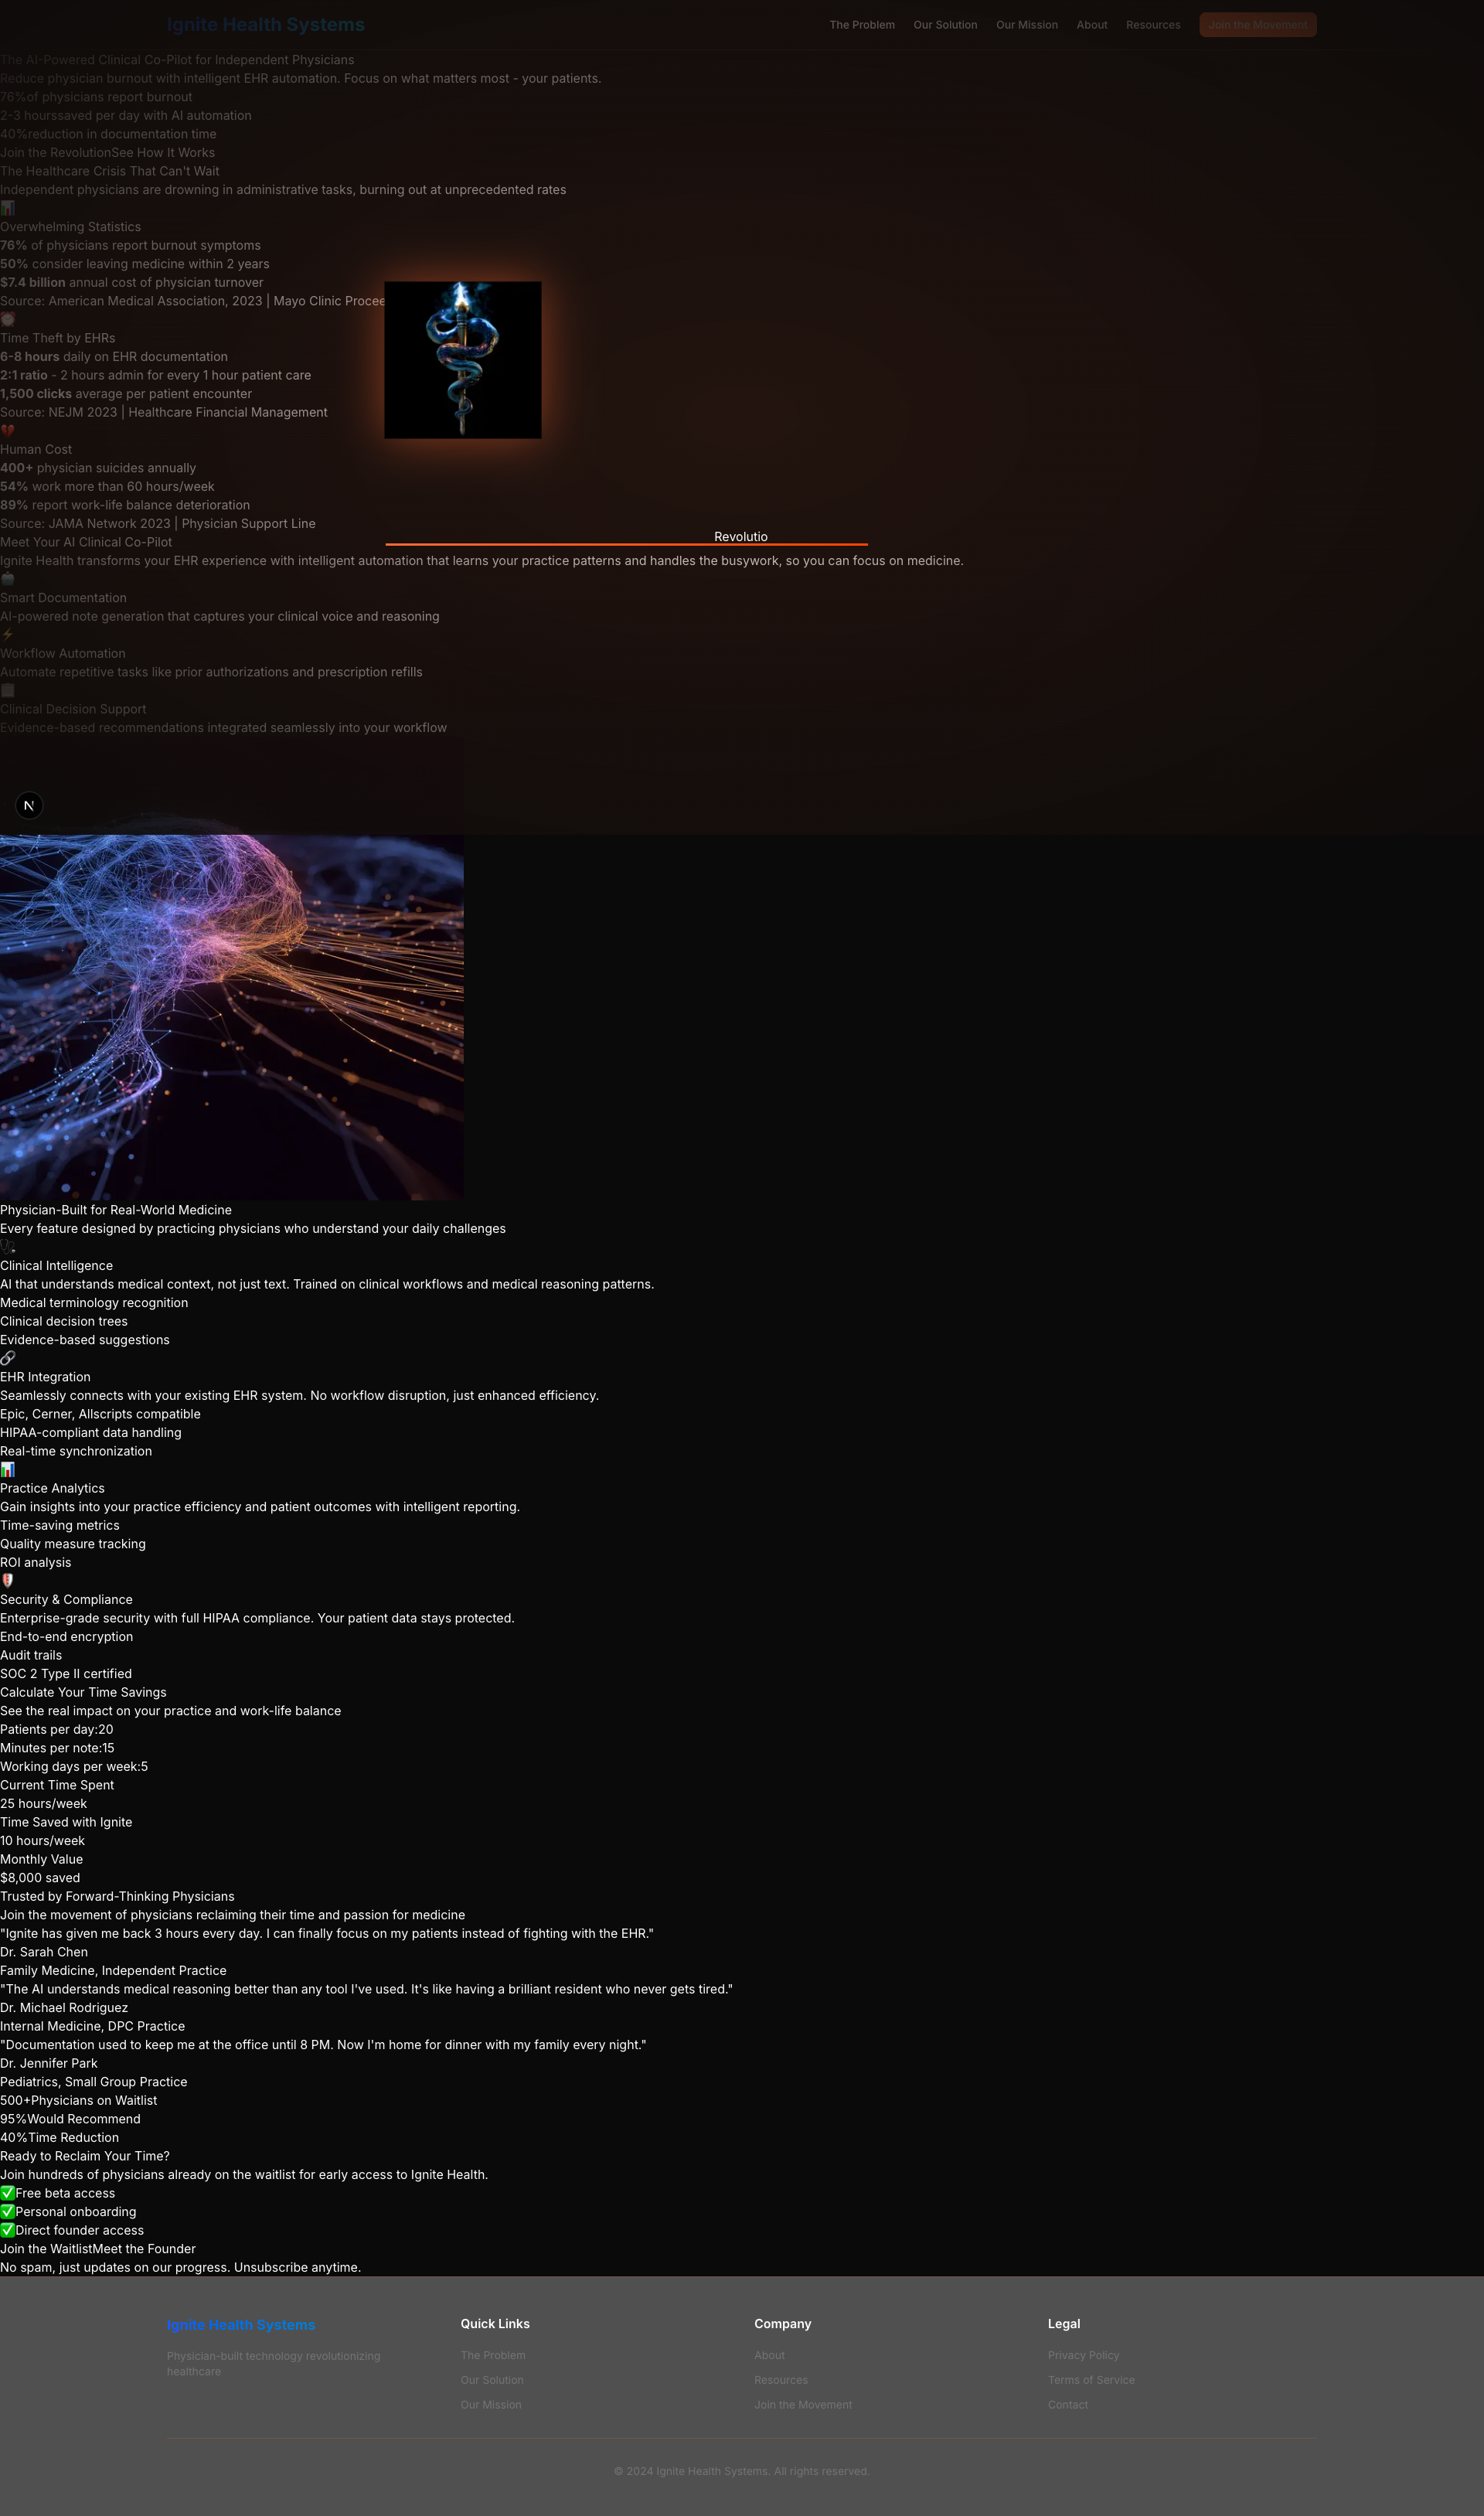 Ignite Health Systems
The Problem Our Solution Our Mission About Resources Join the Movement
The AI-Powered Clinical Co-Pilot for Independent Physicians
Reduce physician burnout with intelligent EHR automation. Focus on what matters most - your patients.
76%of physicians report burnout
2-3 hourssaved per day with AI automation
40%reduction in documentation time
Join the RevolutionSee How It Works
The Healthcare Crisis That Can't Wait
Independent physicians are drowning in administrative tasks, burning out at unprecedented rates
Overwhelming Statistics
76% of physicians report burnout symptoms
50% consider leaving medicine within 2 years
$7.4 billion annual cost of physician turnover
Source: American Medical Association, 2023 | Mayo Clinic Procee
Time Theft by EHRs
6-8 hours daily on EHR documentation
2:1 ratio - 2 hours admin for every 1 hour patient care
1,500 clicks average per patient encounter
Source: NEJM 2023 | Healthcare Financial Management
Human Cost
400+ physician suicides annually
54% work more than 60 hours/week
89% report work-life balance deterioration
Source: JAMA Network 2023 | Physician Support Line
Revolutio
Meet Your AI Clinical Co-Pilot
Ignite Health transforms your EHR experience with intelligent automation that learns your practice patterns and handles the busywork, so you can focus on medicine.
Smart Documentation
AI-powered note generation that captures your clinical voice and reasoning
Workflow Automation
Automate repetitive tasks like prior authorizations and prescription refills
Clinical Decision Support
Evidence-based recommendations integrated seamlessly into your workflow
N
Physician-Built for Real-World Medicine
Every feature designed by practicing physicians who understand your daily challenges
Clinical Intelligence
AI that understands medical context, not just text. Trained on clinical workflows and medical reasoning patterns.
Medical terminology recognition
Clinical decision trees
Evidence-based suggestions
EHR Integration
Seamlessly connects with your existing EHR system. No workflow disruption, just enhanced efficiency.
Epic, Cerner, Allscripts compatible
HIPAA-compliant data handling
Real-time synchronization
Practice Analytics
Gain insights into your practice efficiency and patient outcomes with intelligent reporting.
Time-saving metrics
Quality measure tracking
ROI analysis
Security & Compliance
Enterprise-grade security with full HIPAA compliance. Your patient data stays protected.
End-to-end encryption
Audit trails
SOC 2 Type II certified
Calculate Your Time Savings
See the real impact on your practice and work-life balance
Patients per day:20
Minutes per note:15
Working days per week:5
Current Time Spent
25 hours/week
Time Saved with Ignite
10 hours/week
Monthly Value
$8,000 saved
Trusted by Forward-Thinking Physicians
Join the movement of physicians reclaiming their time and passion for medicine
"Ignite has given me back 3 hours every day. I can finally focus on my patients instead of fighting with the EHR."
Dr. Sarah Chen
Family Medicine, Independent Practice
"The AI understands medical reasoning better than any tool I've used. It's like having a brilliant resident who never gets tired."
Dr. Michael Rodriguez
Internal Medicine, DPC Practice
"Documentation used to keep me at the office until 8 PM. Now I'm home for dinner with my family every night."
Dr. Jennifer Park
Pediatrics, Small Group Practice
500+Physicians on Waitlist
95%Would Recommend
40%Time Reduction
Ready to Reclaim Your Time?
Join hundreds of physicians already on the waitlist for early access to Ignite Health.
✅Free beta access
✅Personal onboarding
✅Direct founder access
Join the WaitlistMeet the Founder
No spam, just updates on our progress. Unsubscribe anytime.
Ignite Health Systems
Physician-built technology revolutionizing
healthcare
Quick Links
The Problem
Our Solution
Our Mission
Company
About
Resources
Join the Movement
Legal
Privacy Policy
Terms of Service
Contact
© 2024 Ignite Health Systems. All rights reserved.